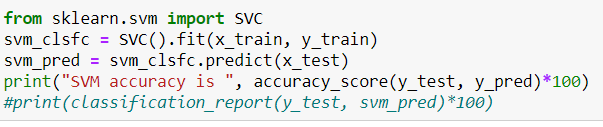 from sklearn.svm import SVC
svm_clsfc = SVC().fit(x_train, y_train)
svm_pred = svm_clsfc.predict(x_test)
print("SVM accuracy is ", accuracy_score(y_test, y_pred)*100)
#print(classification_report(y_test, svm_pred)*100)